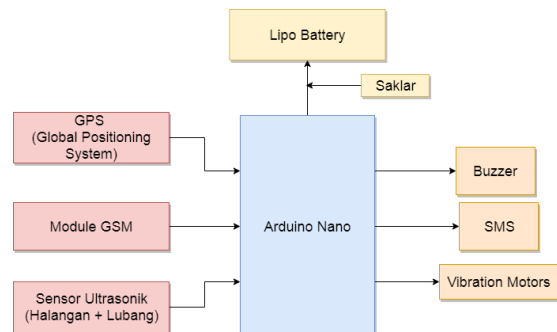 Lipo Battery
Saklar
GPS
(Global Positioning
System)
Module GSM
Sensor Ultrasonik
(Halangan + Lubang)
Arduino Nano
Buzzer
SMS
Vibration Motors